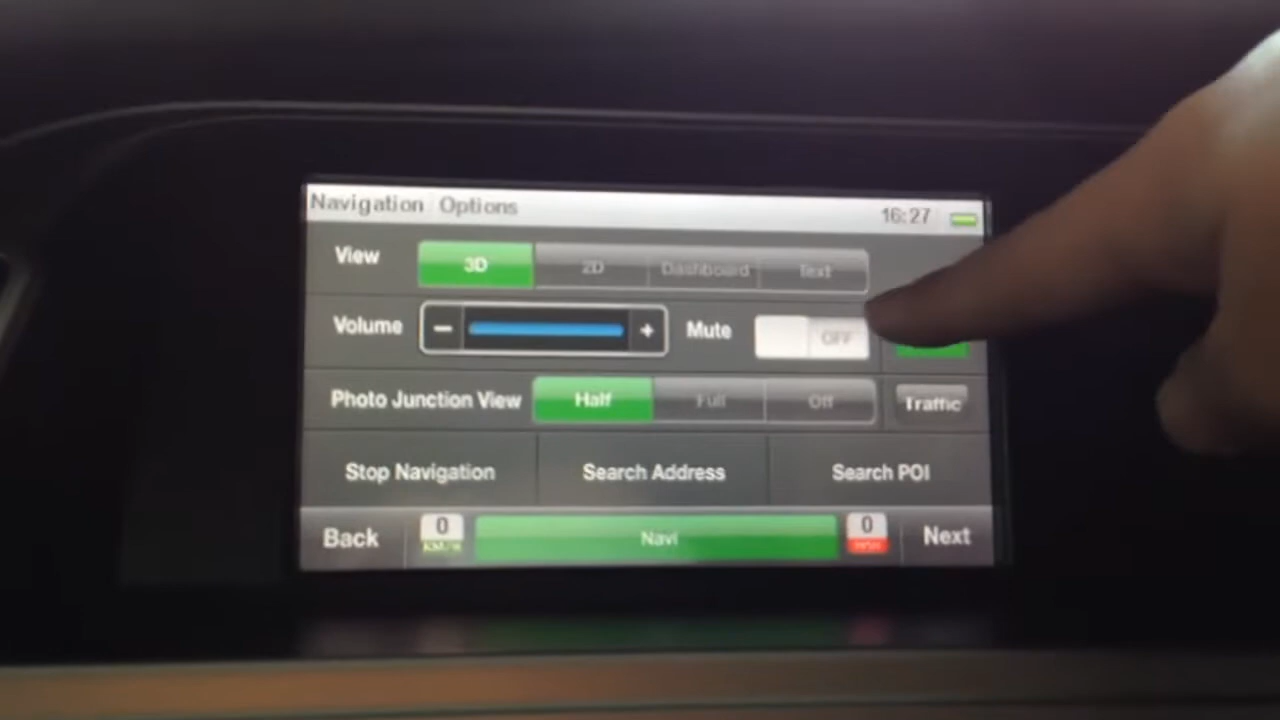 Navigation Options 16:27
View 3D 2D Dashboard Text
Volume − + Mute OFF
Photo Junction View Half Full Off Traffic
Stop Navigation Search Address Search POI
Back 0 KM/h Navi 0 Next